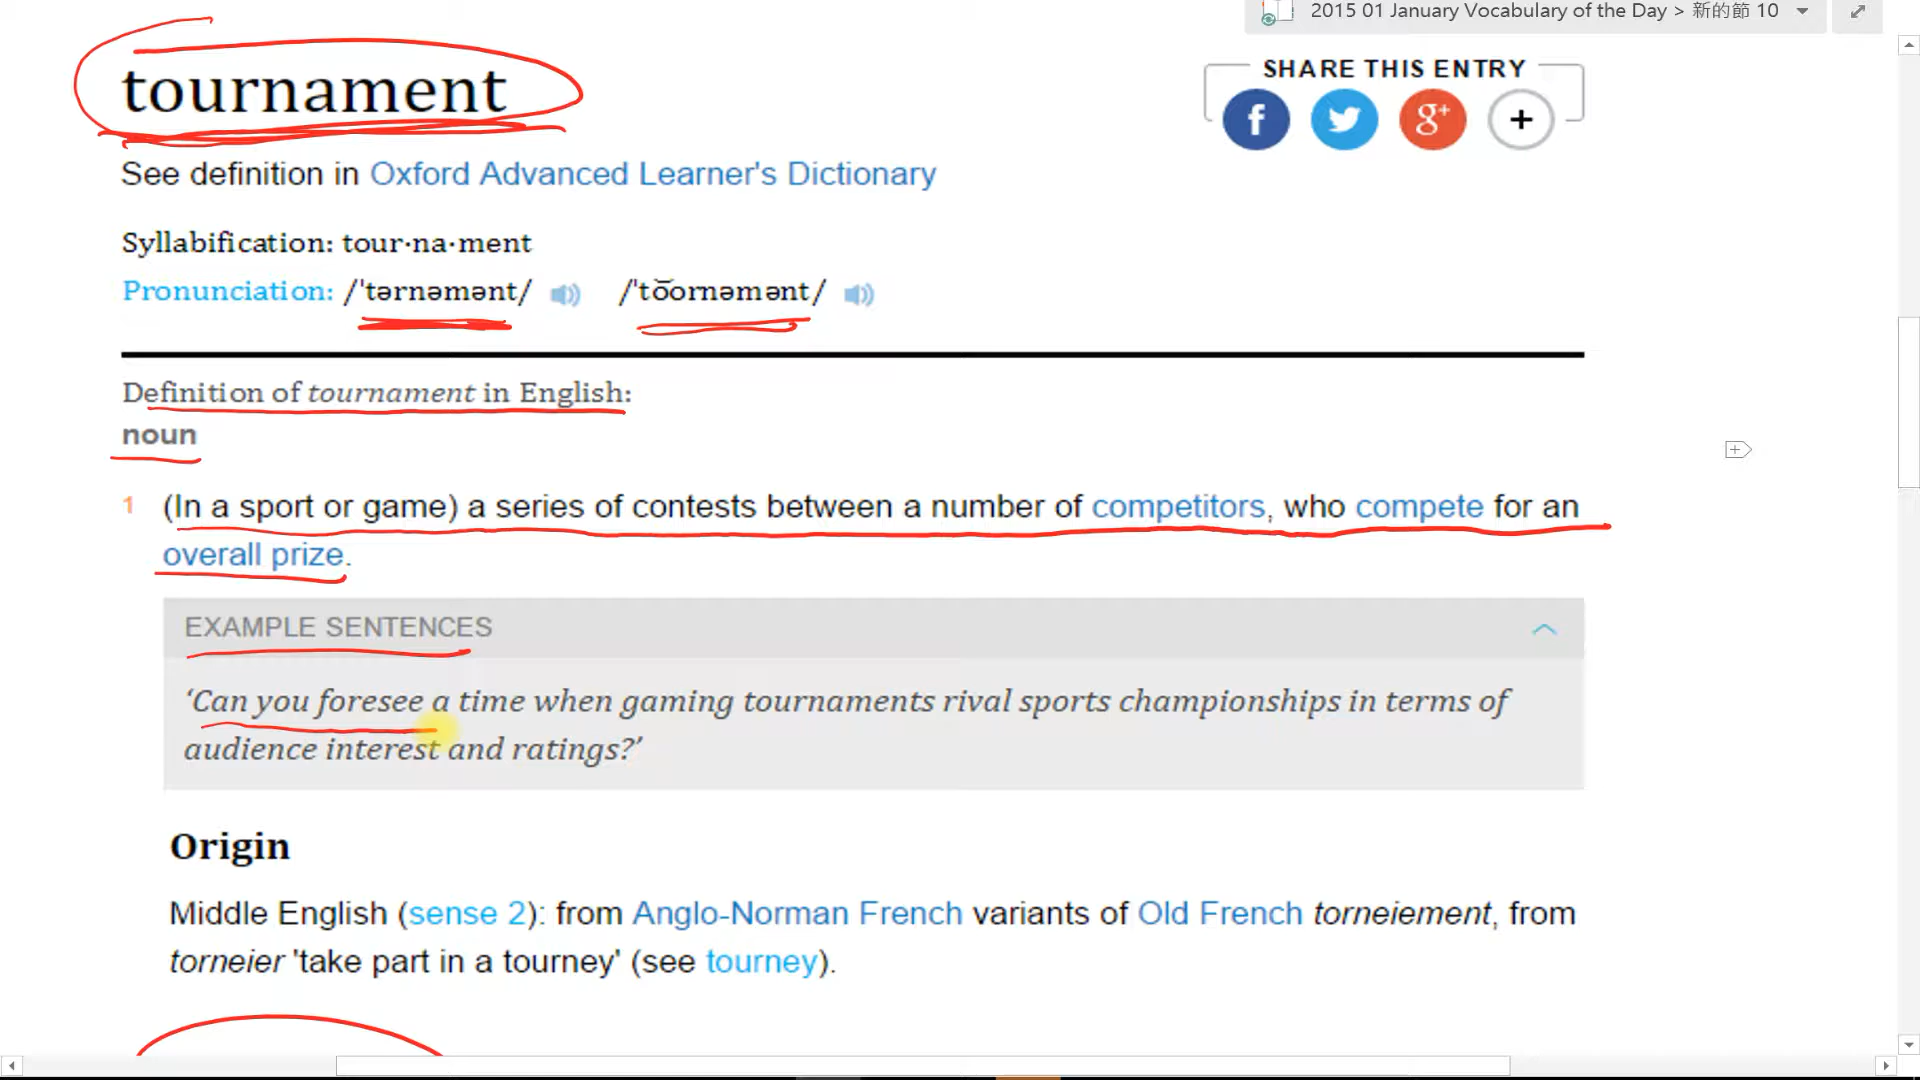 2015 01 January Vocabulary of the Day > 新的節 10
tournament
SHARE THIS ENTRY
f g+ +
See definition in Oxford Advanced Learner's Dictionary
Syllabification: tour·na·ment
Pronunciation: /ˈtərnəmənt/ /ˈto͝ornəmənt/
Definition of tournament in English:
noun
1 (In a sport or game) a series of contests between a number of competitors, who compete for an
overall prize.
EXAMPLE SENTENCES
‘Can you foresee a time when gaming tournaments rival sports championships in terms of
audience interest and ratings?’
Origin
Middle English (sense 2): from Anglo-Norman French variants of Old French torneiement, from
torneier 'take part in a tourney' (see tourney).